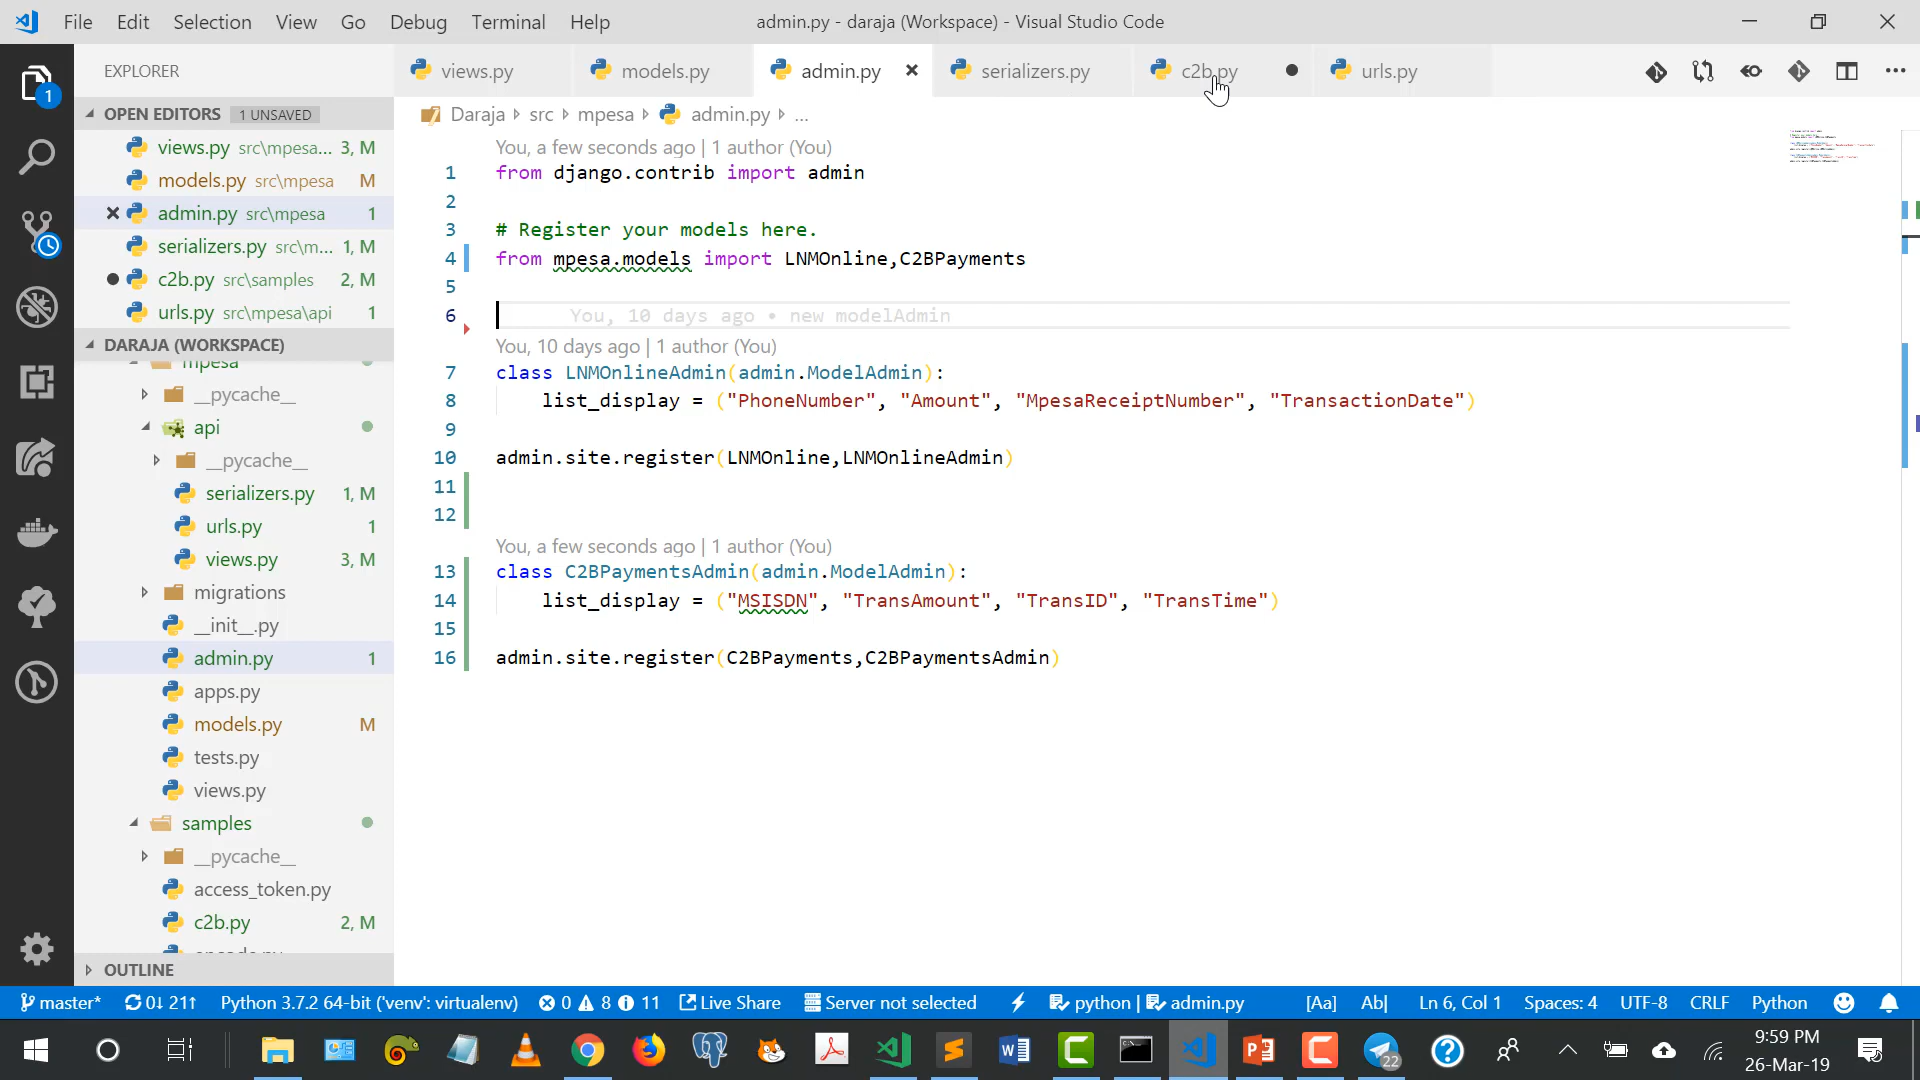 File Edit Selection View Go Debug Terminal Help
admin.py - daraja (Workspace) - Visual Studio Code
EXPLORER
views.py
models.py
admin.py
serializers.py
c2b.py
urls.py
1
OPEN EDITORS 1 UNSAVED
views.py src\mpesa... 3, M
models.py src\mpesa M
admin.py src\mpesa 1
serializers.py src\m... 1, M
c2b.py src\samples 2, M
urls.py src\mpesa\api 1
DARAJA (WORKSPACE)
mpesa
__pycache__
api
__pycache__
serializers.py 1, M
urls.py 1
views.py 3, M
migrations
__init__.py
admin.py 1
apps.py
models.py M
tests.py
views.py
samples
__pycache__
access_token.py
c2b.py 2, M
OUTLINE
Daraja src mpesa admin.py ...
You, a few seconds ago | 1 author (You)
1 from django.contrib import admin
2
3 # Register your models here.
4 from mpesa.models import LNMOnline,C2BPayments
5
6 You, 10 days ago • new modelAdmin
You, 10 days ago | 1 author (You)
7 class LNMOnlineAdmin(admin.ModelAdmin):
8 list_display = ("PhoneNumber", "Amount", "MpesaReceiptNumber", "TransactionDate")
9
10 admin.site.register(LNMOnline,LNMOnlineAdmin)
11
12
You, a few seconds ago | 1 author (You)
13 class C2BPaymentsAdmin(admin.ModelAdmin):
14 list_display = ("MSISDN", "TransAmount", "TransID", "TransTime")
15
16 admin.site.register(C2BPayments,C2BPaymentsAdmin)
master* 0↓ 21↑ Python 3.7.2 64-bit ('venv': virtualenv) 0 8 11 Live Share Server not selected python | admin.py [Aa] Ab| Ln 6, Col 1 Spaces: 4 UTF-8 CRLF Python
22
9:59 PM
26-Mar-19